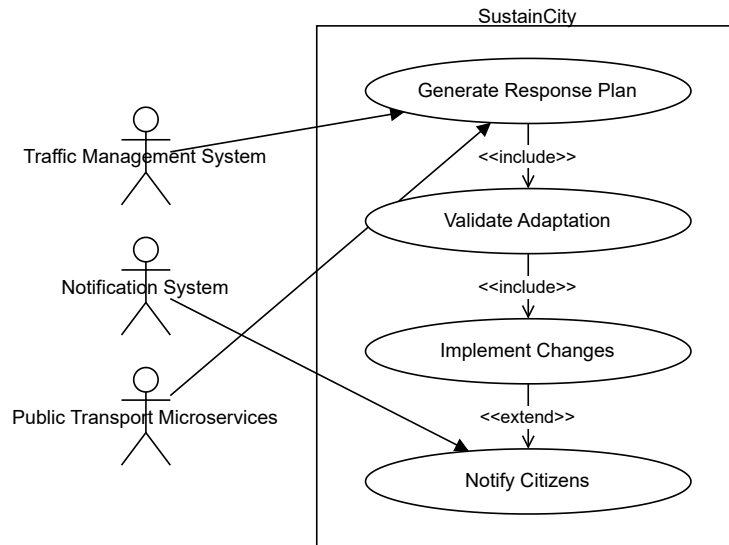 SustainCity
Generate Response Plan
Traffic Management System
<<include>>
Validate Adaptation
Notification System
<<include>>
Implement Changes
Public Transport Microservices
<<extend>>
Notify Citizens